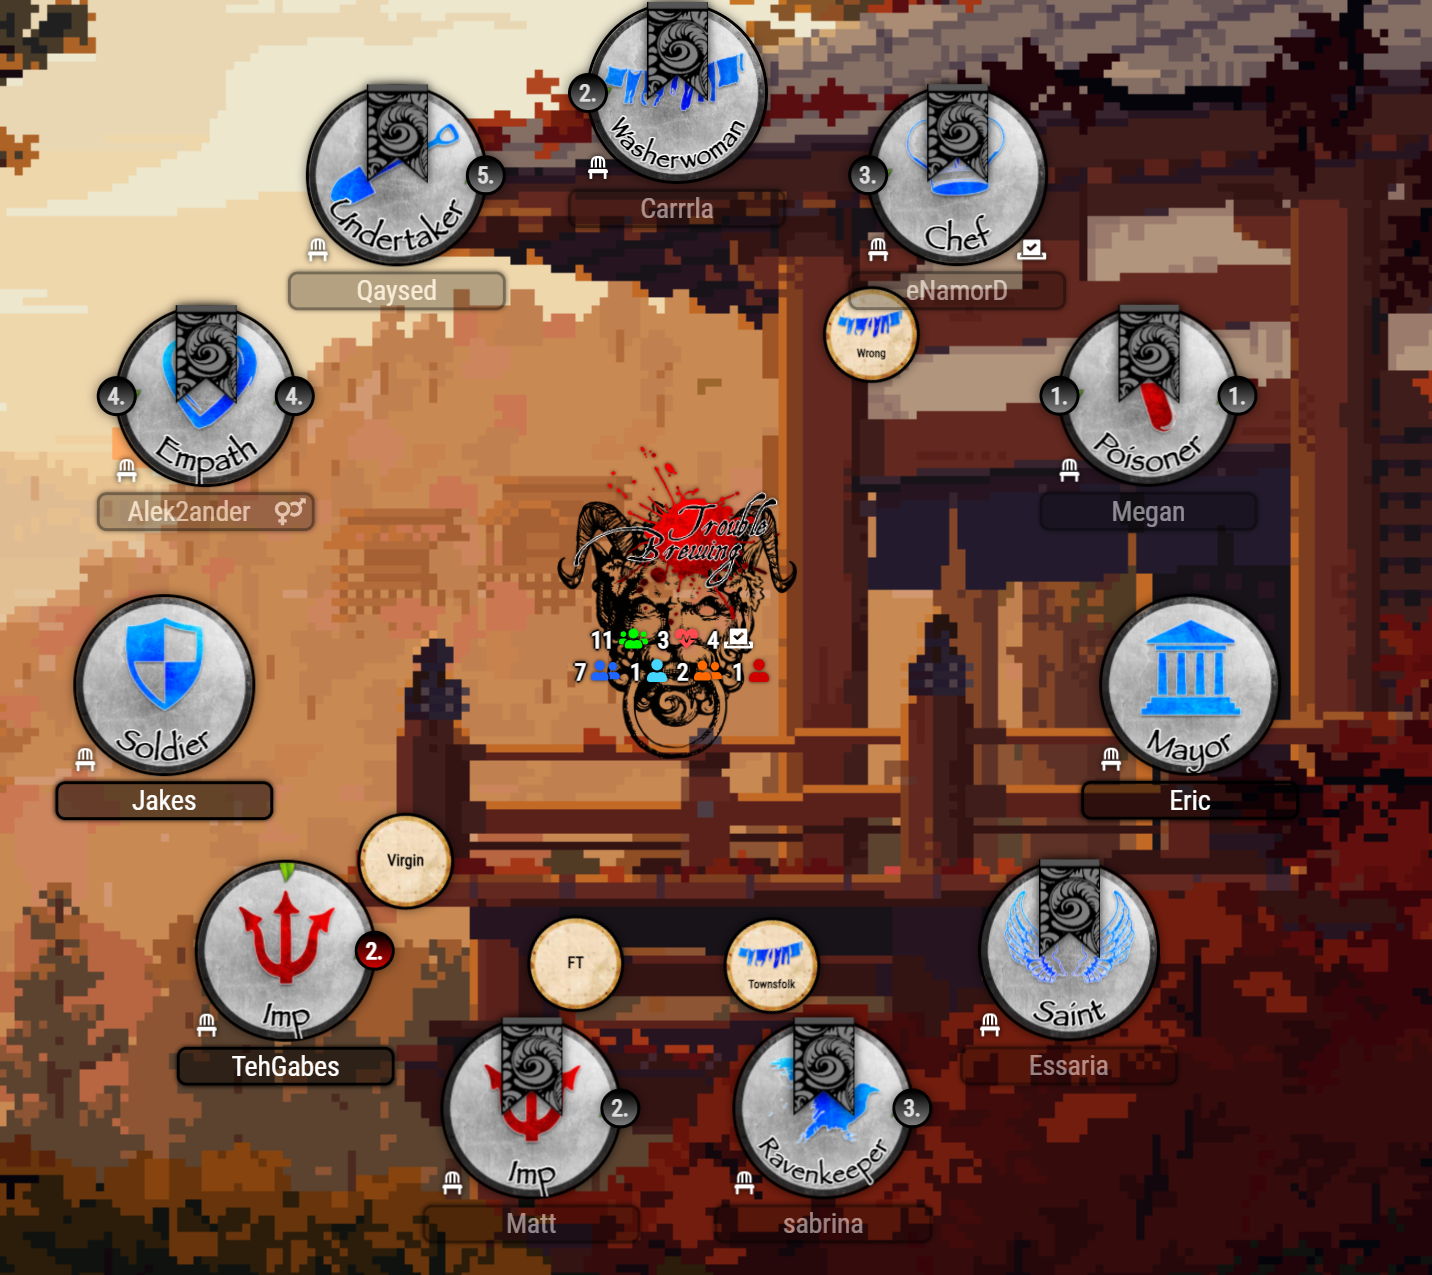 2.
Washerwoman
Carrrla
5.
Undertaker
Qaysed
3.
Chef
eNamorD
Wrong
4.
4.
Empath
Alek2ander
1.
1.
Poisoner
Megan
Trouble
Brewing
11 3 4
7 1 2 1
Soldier
Jakes
Mayor
Eric
Virgin
2.
Imp
TehGabes
FT
Townsfolk
Saint
Essaria
2.
Imp
Matt
3.
Ravenkeeper
sabrina